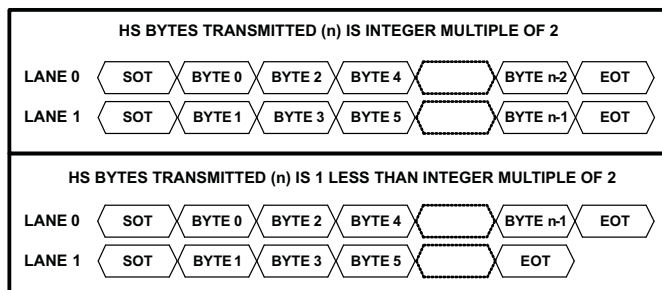 HS BYTES TRANSMITTED (n) IS INTEGER MULTIPLE OF 2
LANE 0 SOT BYTE 0 BYTE 2 BYTE 4 BYTE n-2 EOT
LANE 1 SOT BYTE 1 BYTE 3 BYTE 5 BYTE n-1 EOT
HS BYTES TRANSMITTED (n) IS 1 LESS THAN INTEGER MULTIPLE OF 2
LANE 0 SOT BYTE 0 BYTE 2 BYTE 4 BYTE n-1 EOT
LANE 1 SOT BYTE 1 BYTE 3 BYTE 5 EOT